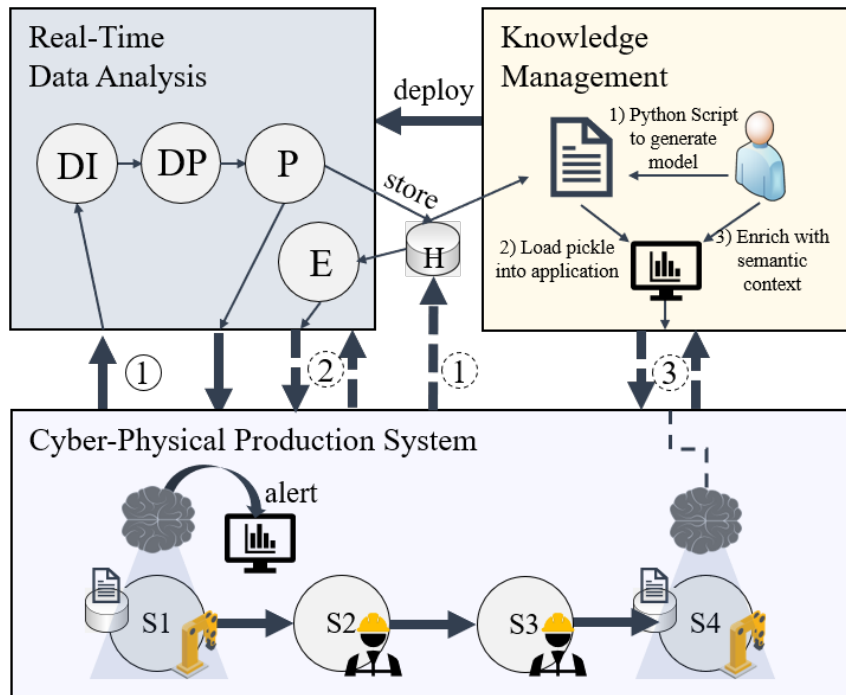 Real-Time
Data Analysis
DI
DP
P
E
store
H
deploy
Knowledge
Management
1) Python Script
to generate
model
2) Load pickle
into application
3) Enrich with
semantic
context
1
2
1
3
Cyber-Physical Production System
alert
S1
S2
S3
S4